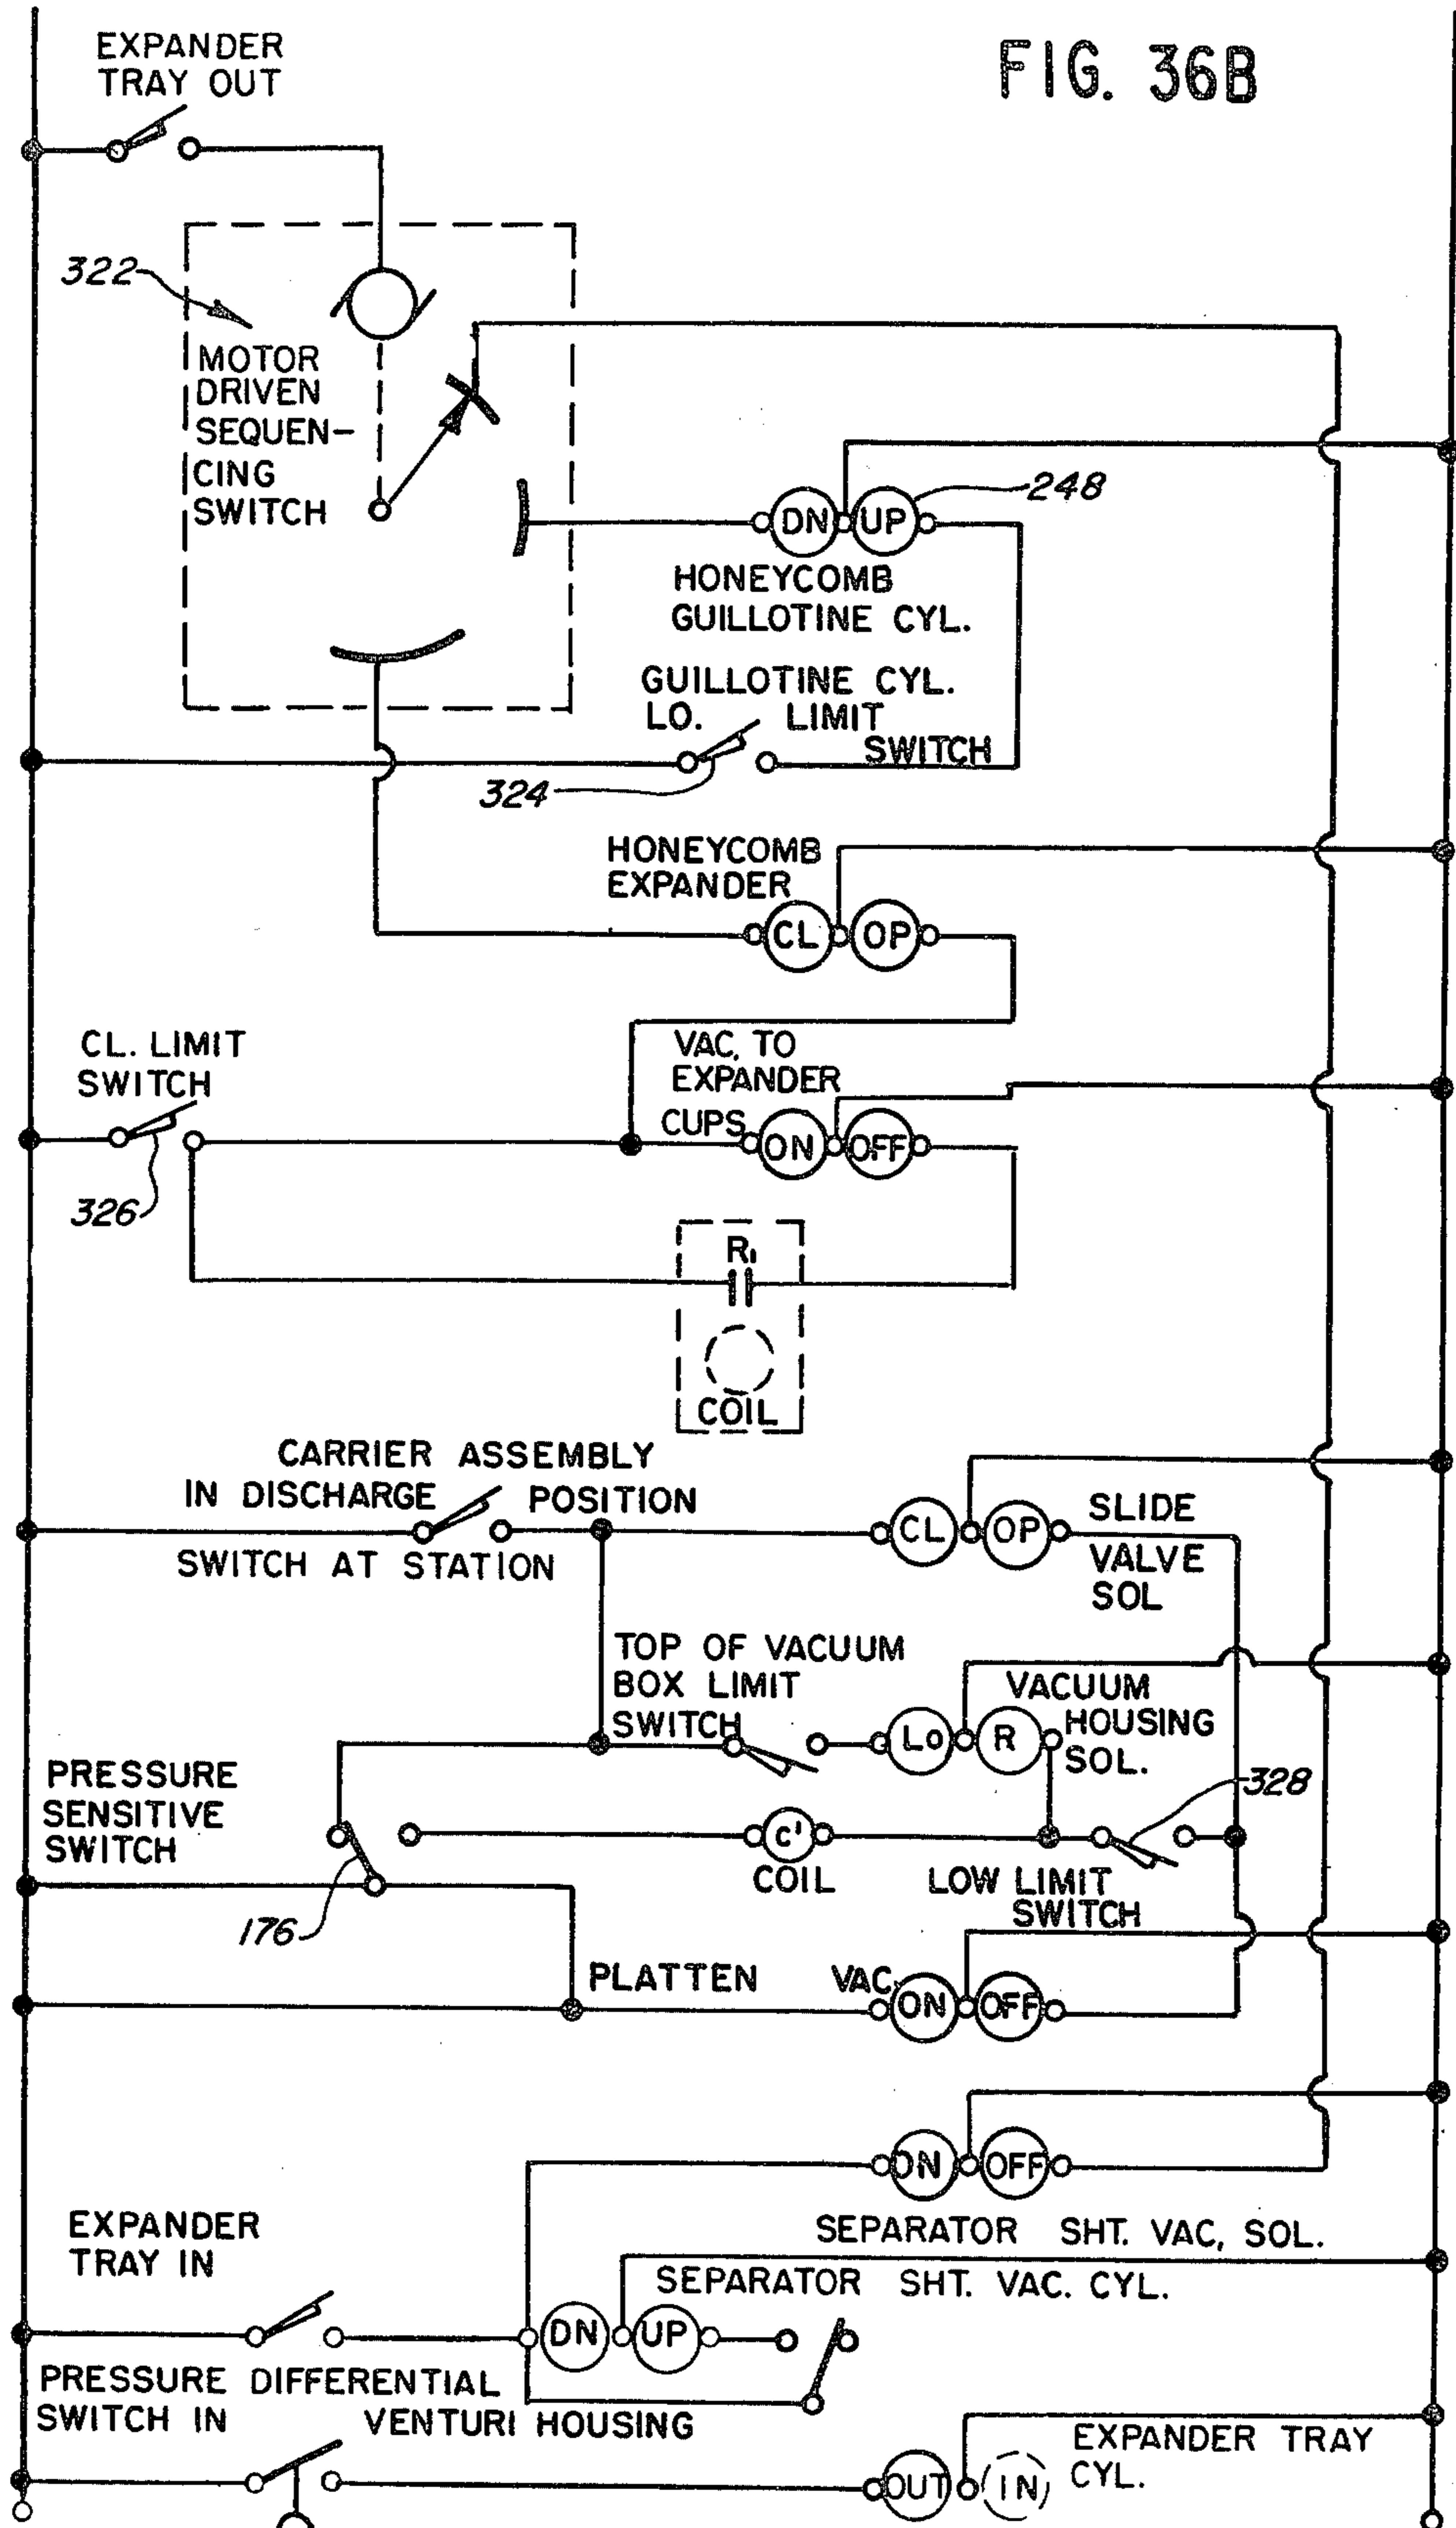 FIG. 36B
EXPANDER
TRAY OUT
322
MOTOR
DRIVEN
SEQUEN-
CING
SWITCH
DN UP
248
HONEYCOMB
GUILLOTINE CYL.
GUILLOTINE CYL.
LO. LIMIT
SWITCH
324
HONEYCOMB
EXPANDER
CL OP
CL. LIMIT
SWITCH
326
VAC. TO
EXPANDER
CUPS
ON OFF
R1
COIL
CARRIER ASSEMBLY
IN DISCHARGE POSITION
SWITCH AT STATION
CL OP
SLIDE
VALVE
SOL
TOP OF VACUUM
BOX LIMIT
SWITCH
LO R
VACUUM
HOUSING
SOL.
328
PRESSURE
SENSITIVE
SWITCH
176
C'
COIL
LOW LIMIT
SWITCH
PLATTEN VAC.
ON OFF
ON OFF
SEPARATOR SHT. VAC, SOL.
EXPANDER
TRAY IN
SEPARATOR SHT. VAC. CYL.
DN UP
PRESSURE DIFFERENTIAL
SWITCH IN VENTURI HOUSING
OUT IN
EXPANDER TRAY
CYL.